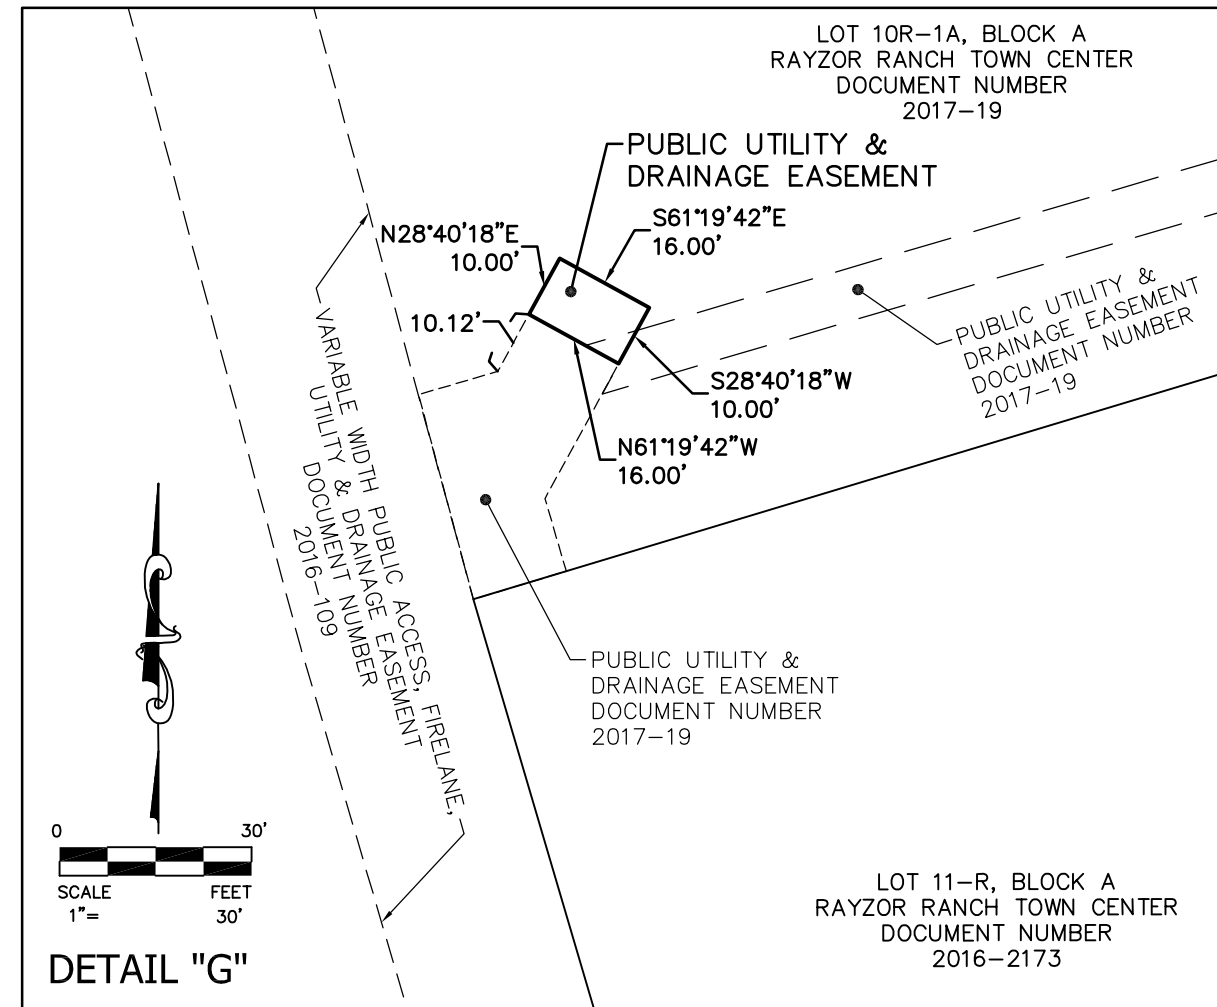 LOT 10R-1A, BLOCK A
RAYZOR RANCH TOWN CENTER
DOCUMENT NUMBER
2017-19
PUBLIC UTILITY &
DRAINAGE EASEMENT
N28°40'18"E
10.00'
S61°19'42"E
16.00'
10.12'
S28°40'18"W
10.00'
N61°19'42"W
16.00'
PUBLIC UTILITY &
DRAINAGE EASEMENT
DOCUMENT NUMBER
2017-19
VARIABLE WIDTH PUBLIC ACCESS, FIRELANE,
UTILITY & DRAINAGE EASEMENT
DOCUMENT NUMBER
2016-109
PUBLIC UTILITY &
DRAINAGE EASEMENT
DOCUMENT NUMBER
2017-19
0 30'
SCALE FEET
1"= 30'
DETAIL "G"
LOT 11-R, BLOCK A
RAYZOR RANCH TOWN CENTER
DOCUMENT NUMBER
2016-2173